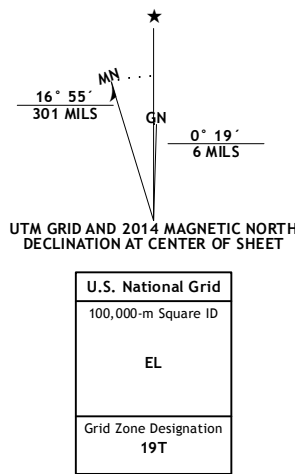 ★
MN
16° 55´
301 MILS
GN
0° 19´
6 MILS
UTM GRID AND 2014 MAGNETIC NORTH
DECLINATION AT CENTER OF SHEET
U.S. National Grid
100,000-m Square ID
EL
Grid Zone Designation
19T